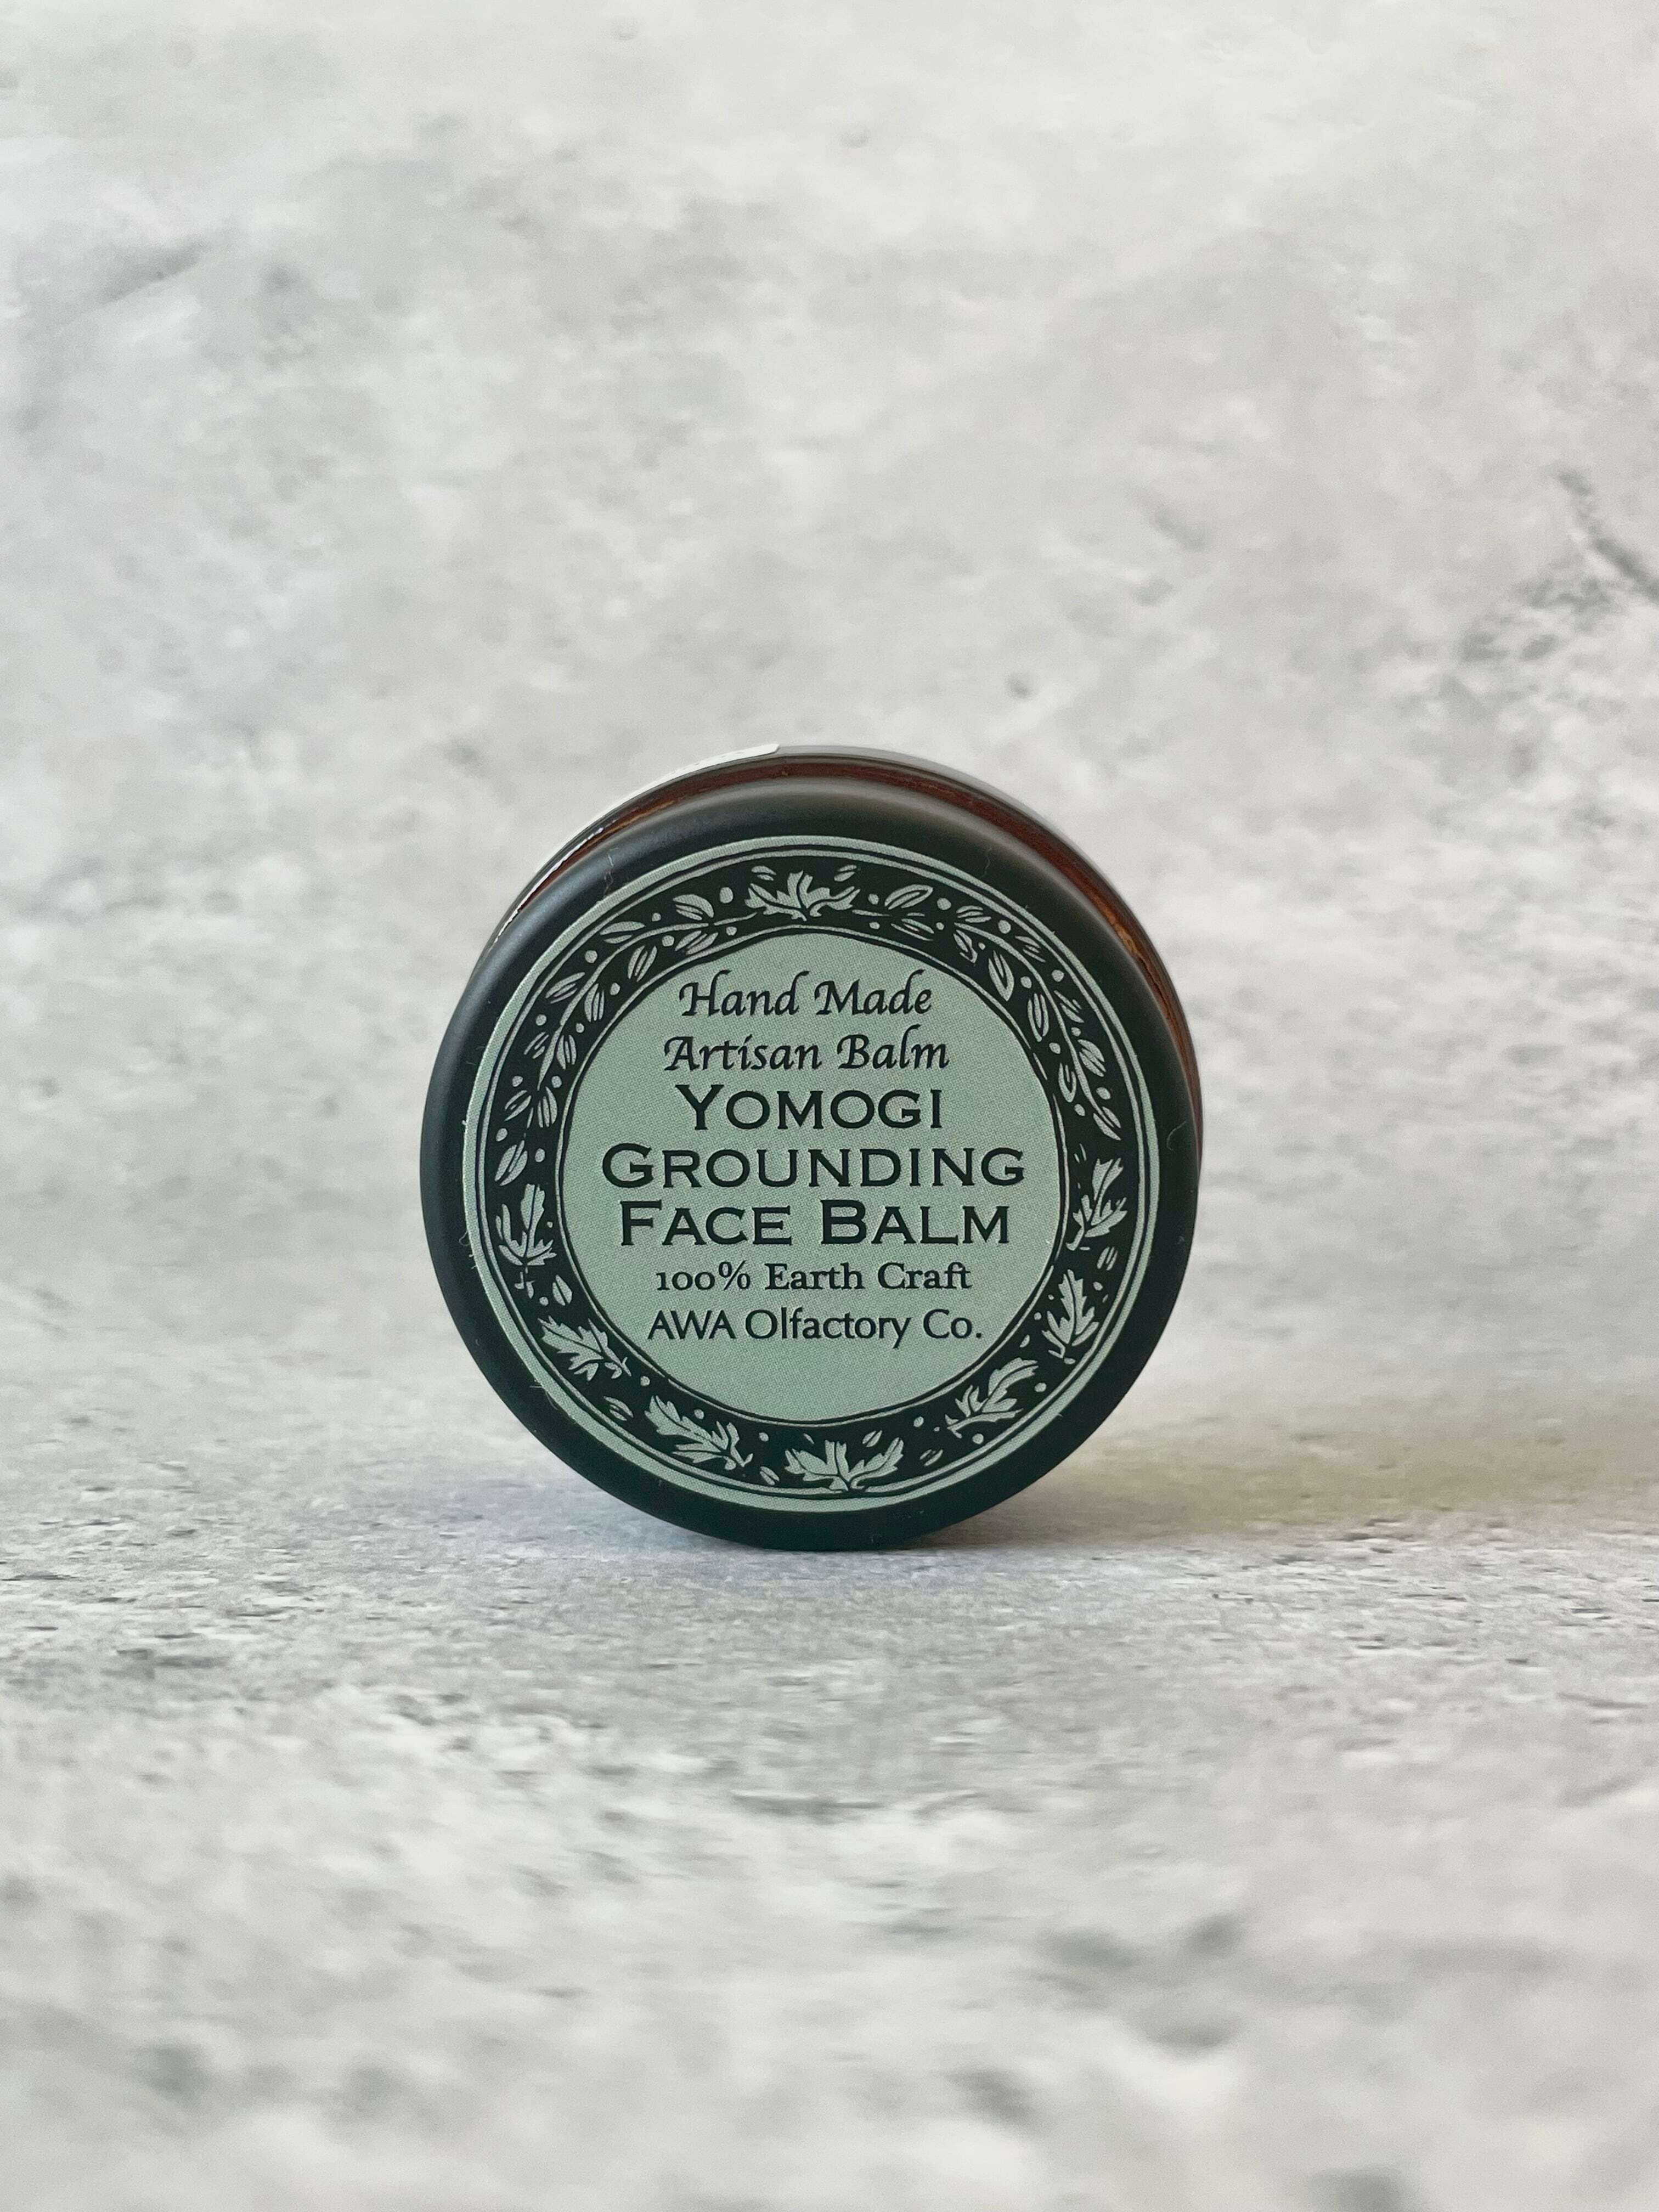 Hand Made
Artisan Balm
YOMOGI
GROUNDING
FACE BALM
100% Earth Craft
AWA Olfactory Co.